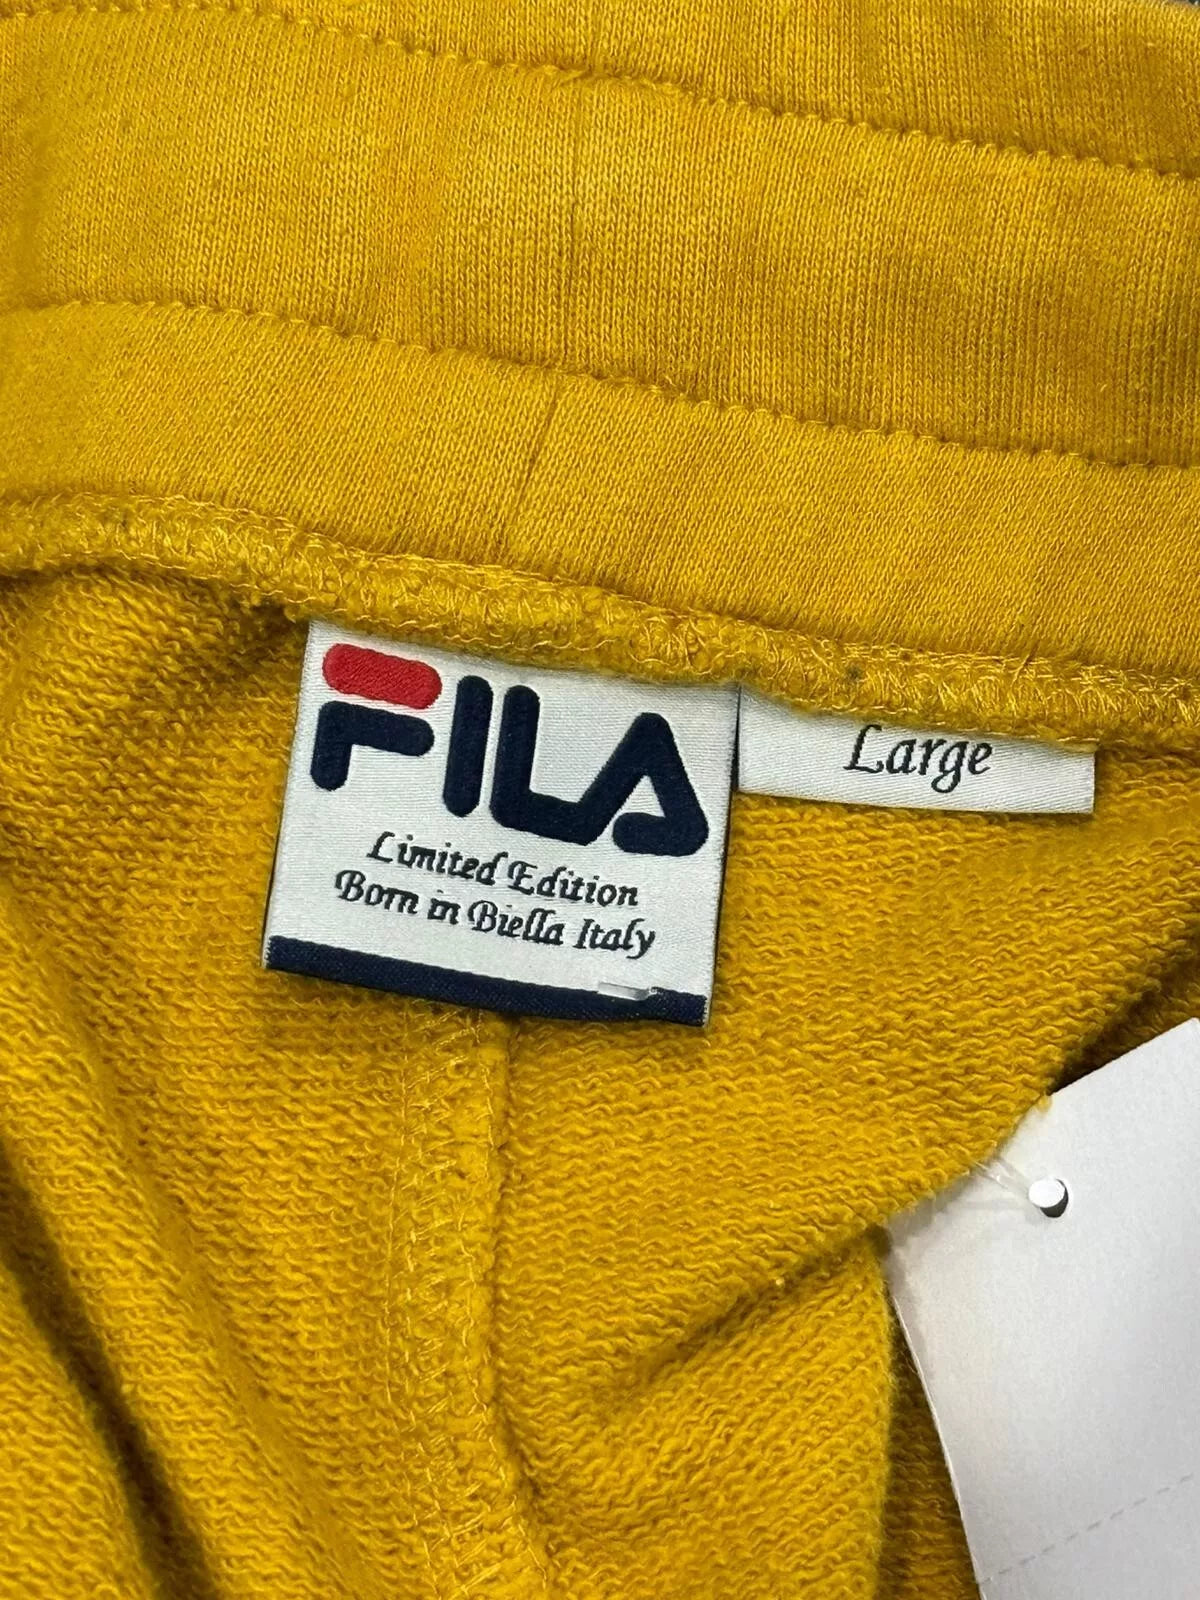 FILA
Large
Limited Edition
Born in Biella Italy